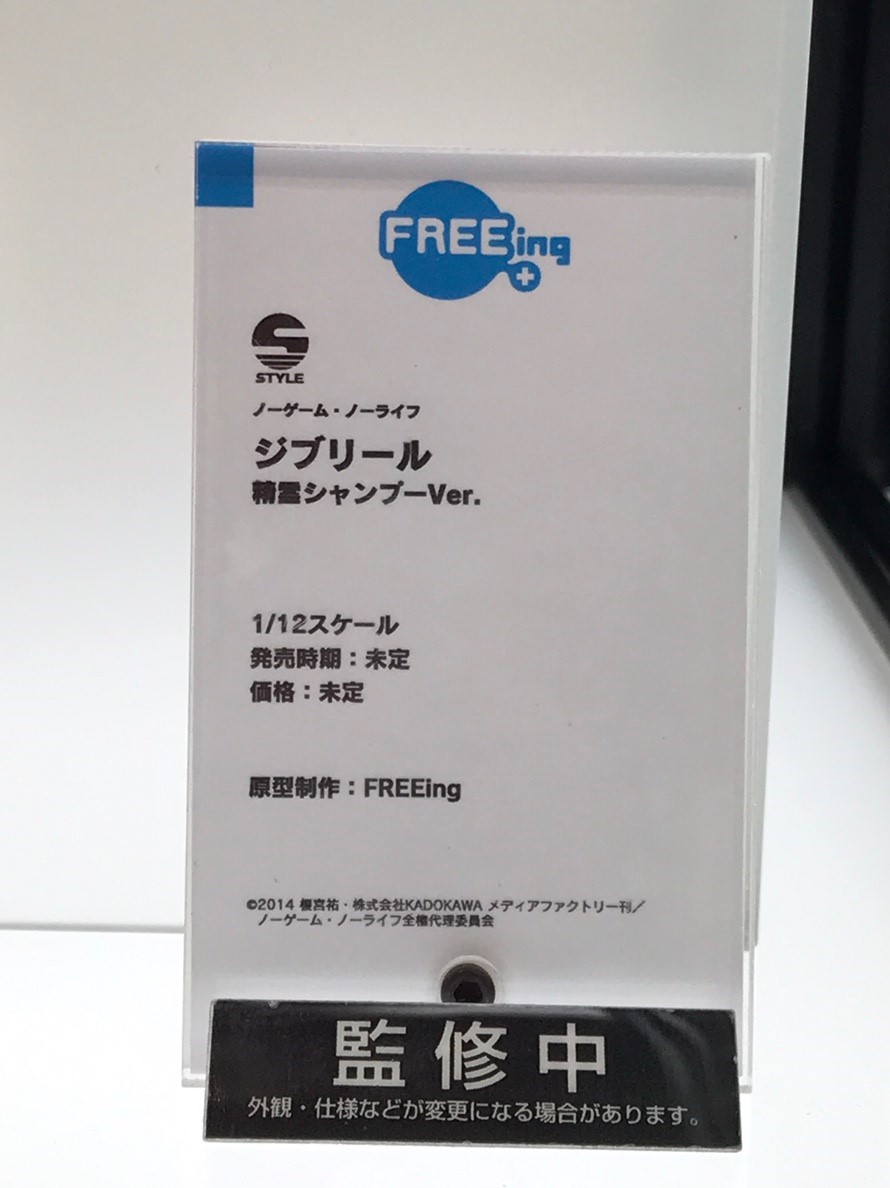 FREEing
S
STYLE
ノーゲーム・ノーライフ
ジブリール
精霊シャンプーVer.
1/12スケール
発売時期：未定
価格：未定
原型制作：FREEing
©2014 榎宮祐・株式会社KADOKAWA メディアファクトリー刊／
ノーゲーム・ノーライフ全権代理委員会
監修中
外観・仕様などが変更になる場合があります。